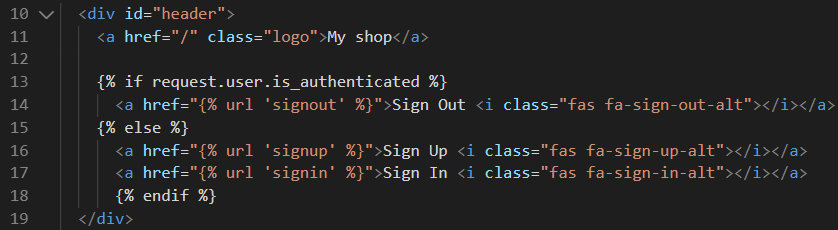 10 <div id="header">
11 <a href="/" class="logo">My shop</a>
12
13 {% if request.user.is_authenticated %}
14 <a href="{% url 'signout' %}">Sign Out <i class="fas fa-sign-out-alt"></i></a>
15 {% else %}
16 <a href="{% url 'signup' %}">Sign Up <i class="fas fa-sign-up-alt"></i></a>
17 <a href="{% url 'signin' %}">Sign In <i class="fas fa-sign-in-alt"></i></a>
18 {% endif %}
19 </div>